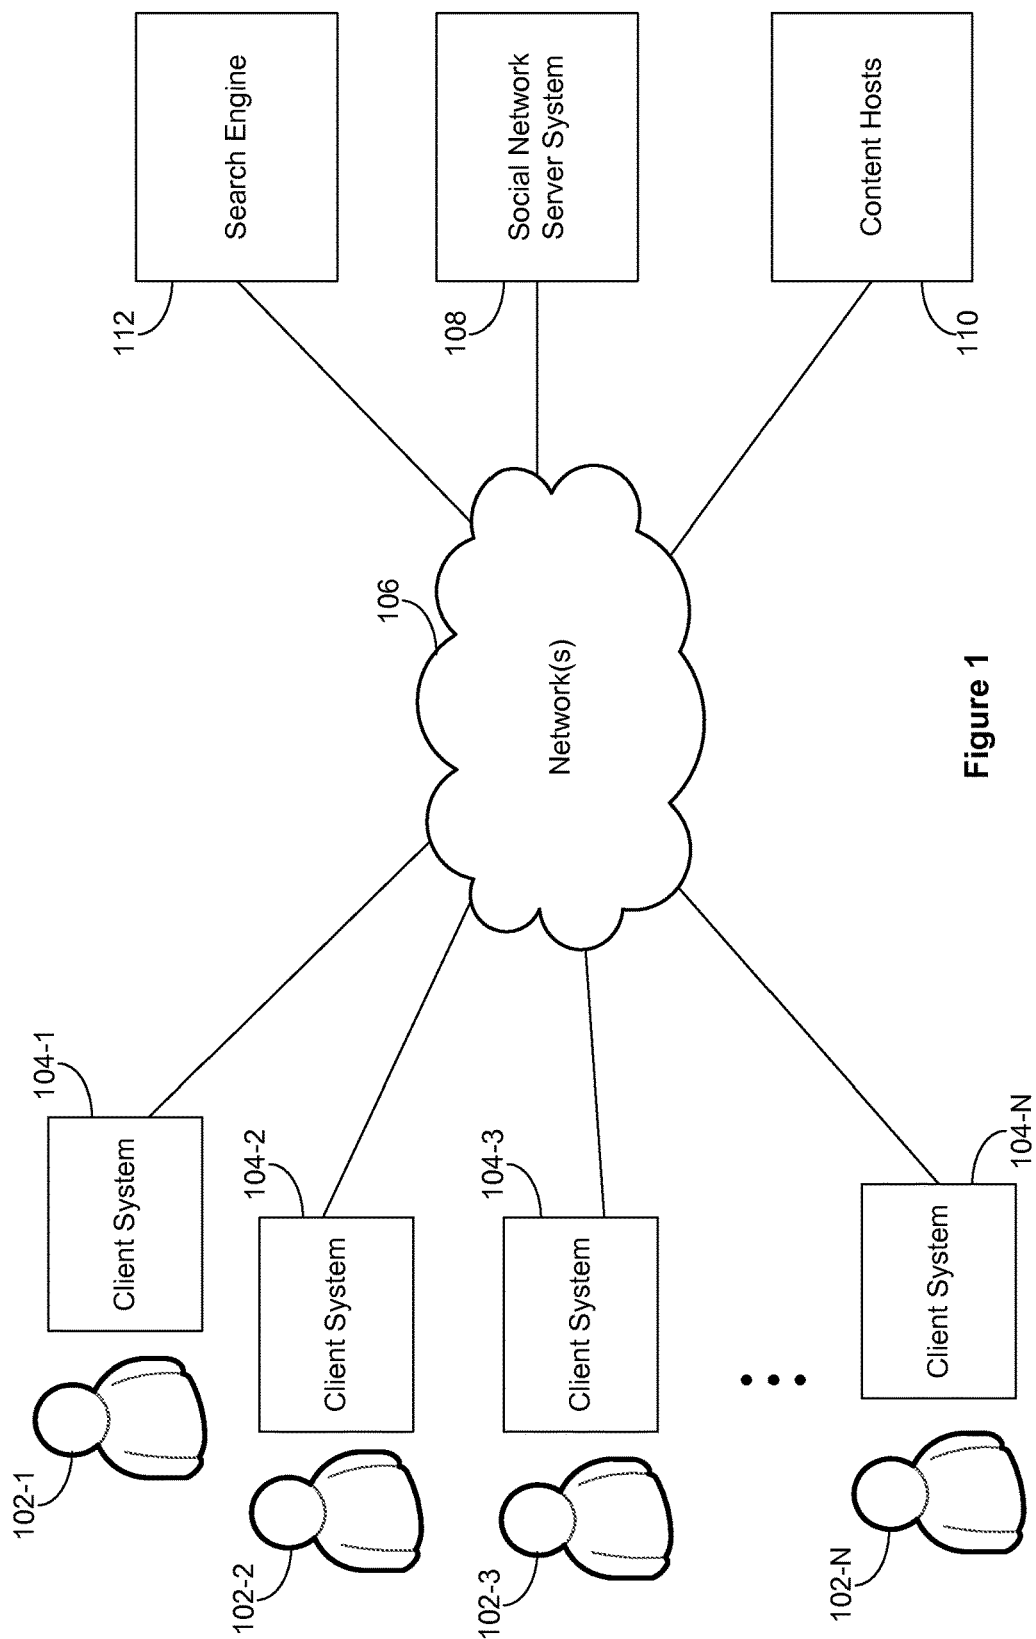 102-1
Client System
104-1
102-2
Client System
104-2
102-3
Client System
104-3
102-N
Client System
104-N
106
Network(s)
112
Search Engine
108
Social Network
Server System
110
Content Hosts
Figure 1